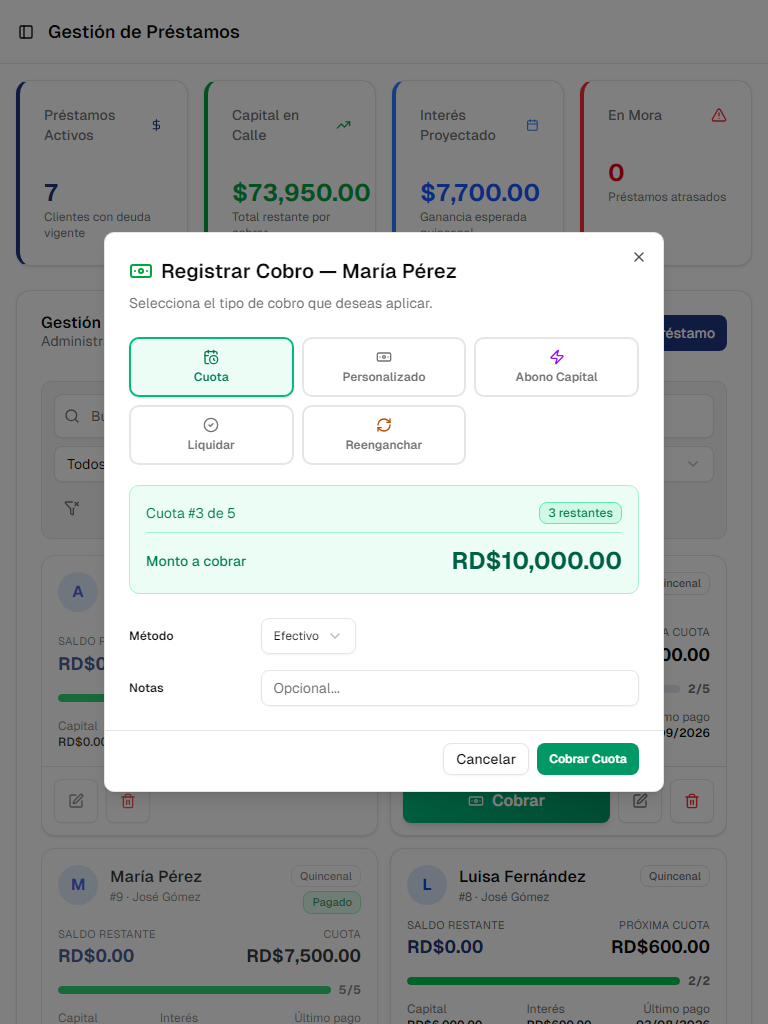 Gestión de Préstamos
Préstamos
Activos
7
Clientes con deuda
vigente
Capital en
Calle
$73,950.00
Total restante por
Interés
Proyectado
$7,700.00
Ganancia esperada
En Mora
0
Préstamos atrasados
Gestión
Todos
A
Registrar Cobro — María Pérez
Selecciona el tipo de cobro que deseas aplicar.
Cuota
Personalizado
Abono Capital
Liquidar
Reenganchar
Cuota #3 de 5
3 restantes
Monto a cobrar
RD$10,000.00
Método
Efectivo
Notas
Opcional...
Cancelar
Cobrar Cuota
CUOTA
2/5
Último pago
Capital
Cobrar
M
María Pérez
#9 · José Gómez
Quincenal
Pagado
SALDO RESTANTE
CUOTA
RD$0.00
RD$7,500.00
5/5
Capital
Interés
Último pago
L
Luisa Fernández
#8 · José Gómez
Quincenal
SALDO RESTANTE
PRÓXIMA CUOTA
RD$0.00
RD$600.00
2/2
Capital
Interés
Último pago